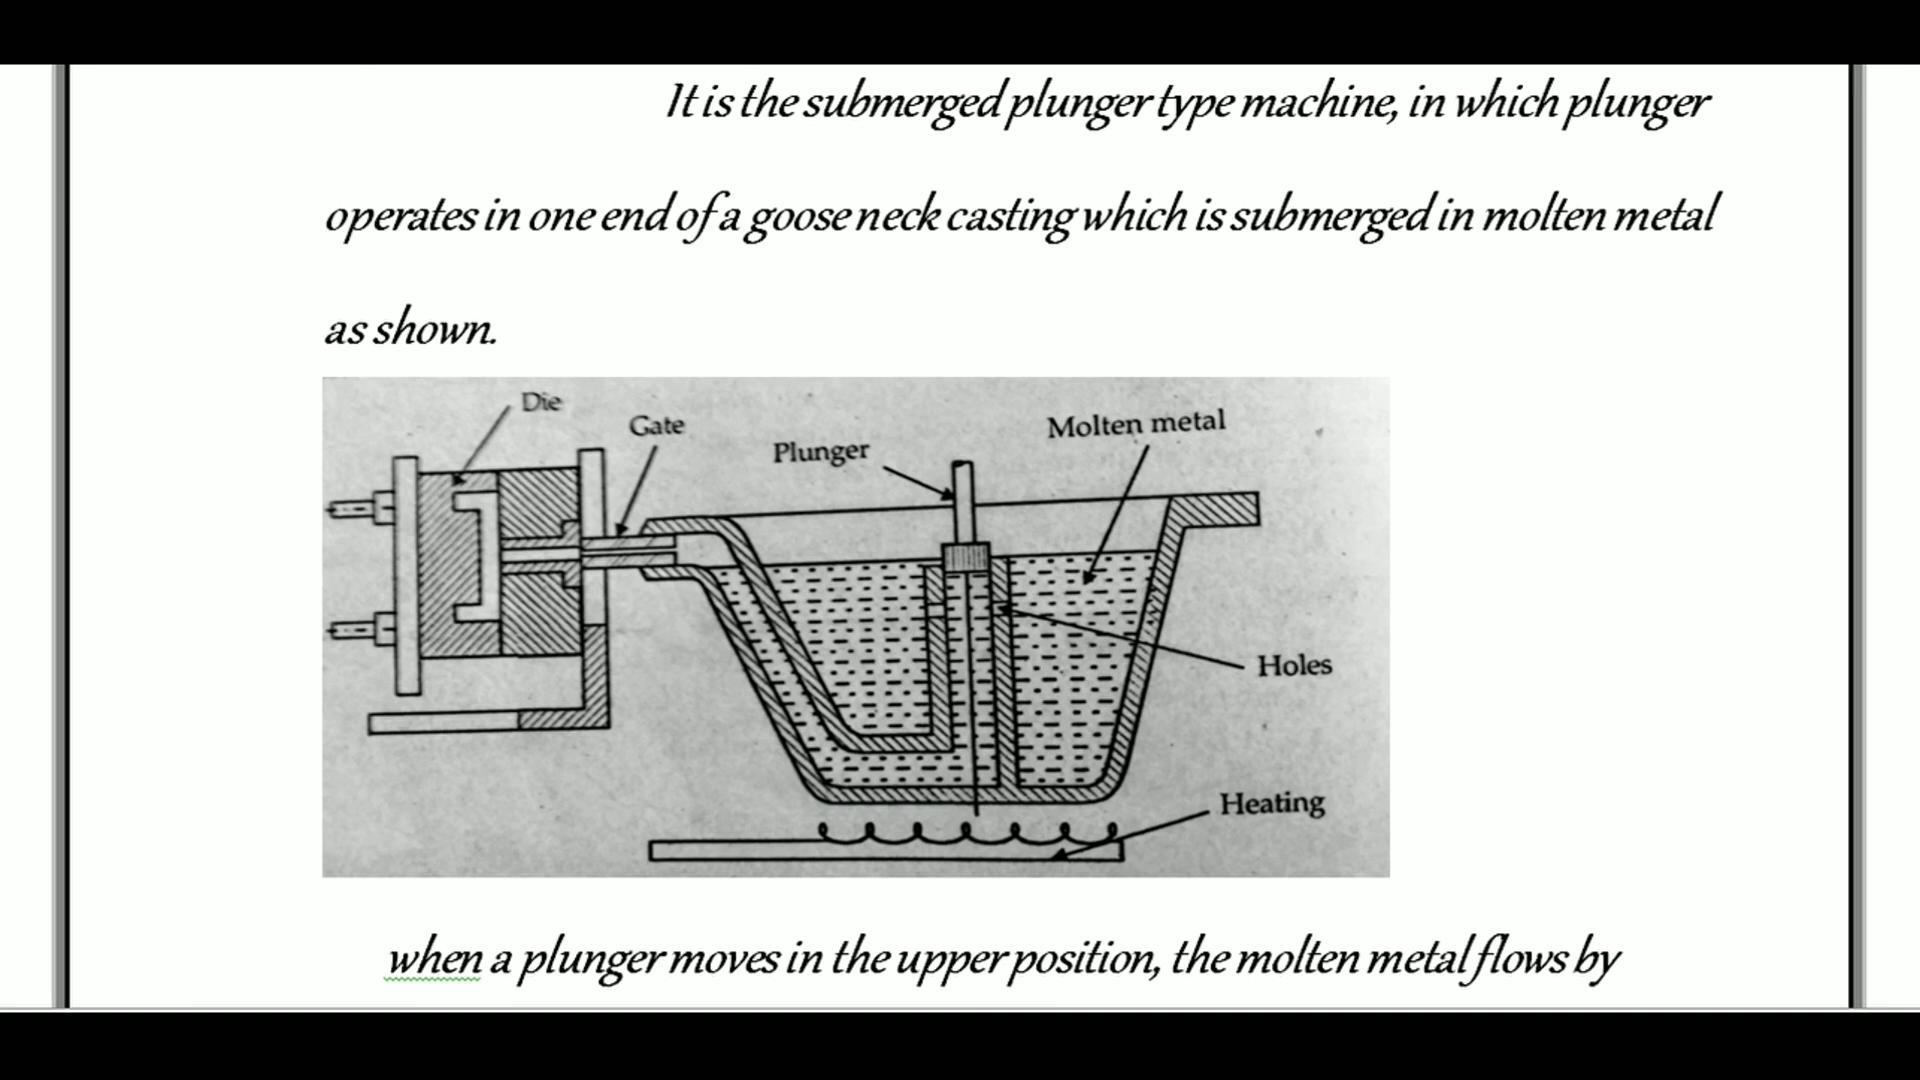 It is the submerged plunger type machine, in which plunger
operates in one end of a goose neck casting which is submerged in molten metal
as shown.
Die
Gate
Plunger
Molten metal
Holes
Heating
when a plunger moves in the upper position, the molten metal flows by